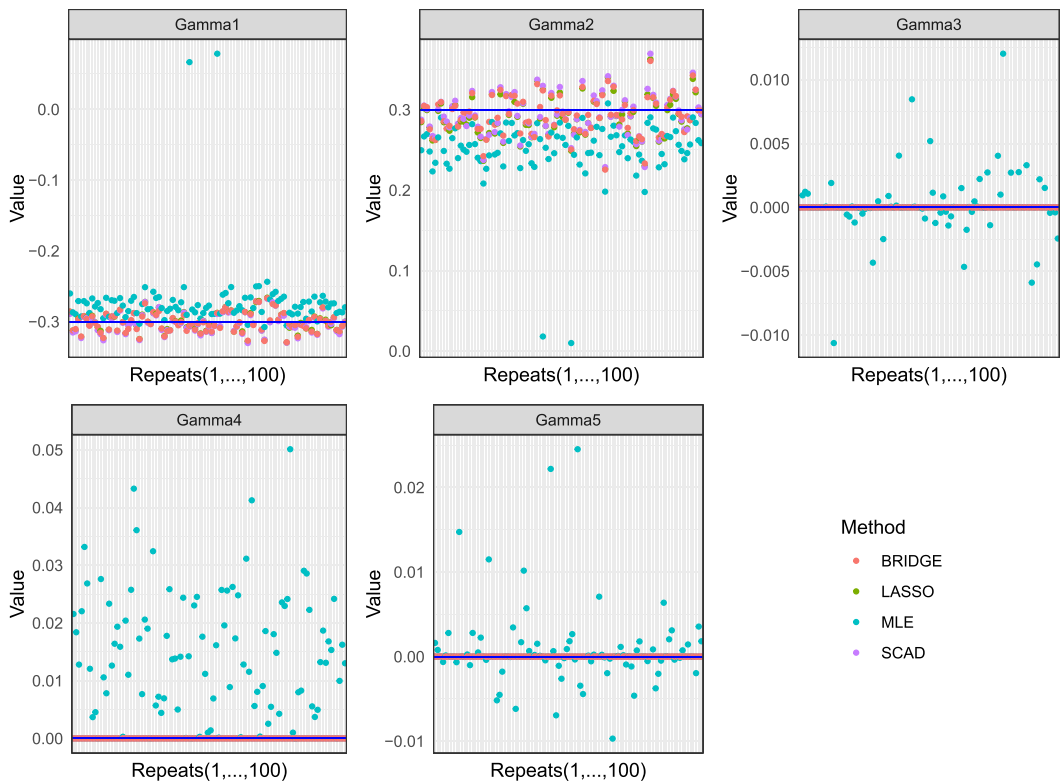 Gamma1
Gamma2
Gamma3
Value
0.0
−0.1
−0.2
−0.3
Repeats(1,...,100)
Value
0.3
0.2
0.1
0.0
Repeats(1,...,100)
Value
0.010
0.005
0.000
−0.005
−0.010
Repeats(1,...,100)
Gamma4
Gamma5
Value
0.05
0.04
0.03
0.02
0.01
0.00
Repeats(1,...,100)
Value
0.02
0.01
0.00
−0.01
Repeats(1,...,100)
Method
BRIDGE
LASSO
MLE
SCAD